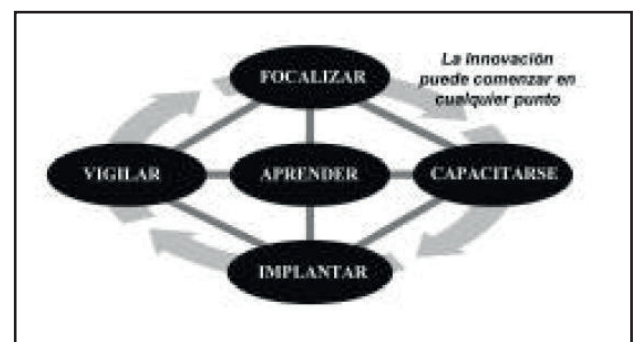 FOCALIZAR
La Innovación
puede comenzar en
cualquier punto
VIGILAR
APRENDER
CAPACITARSE
IMPLANTAR